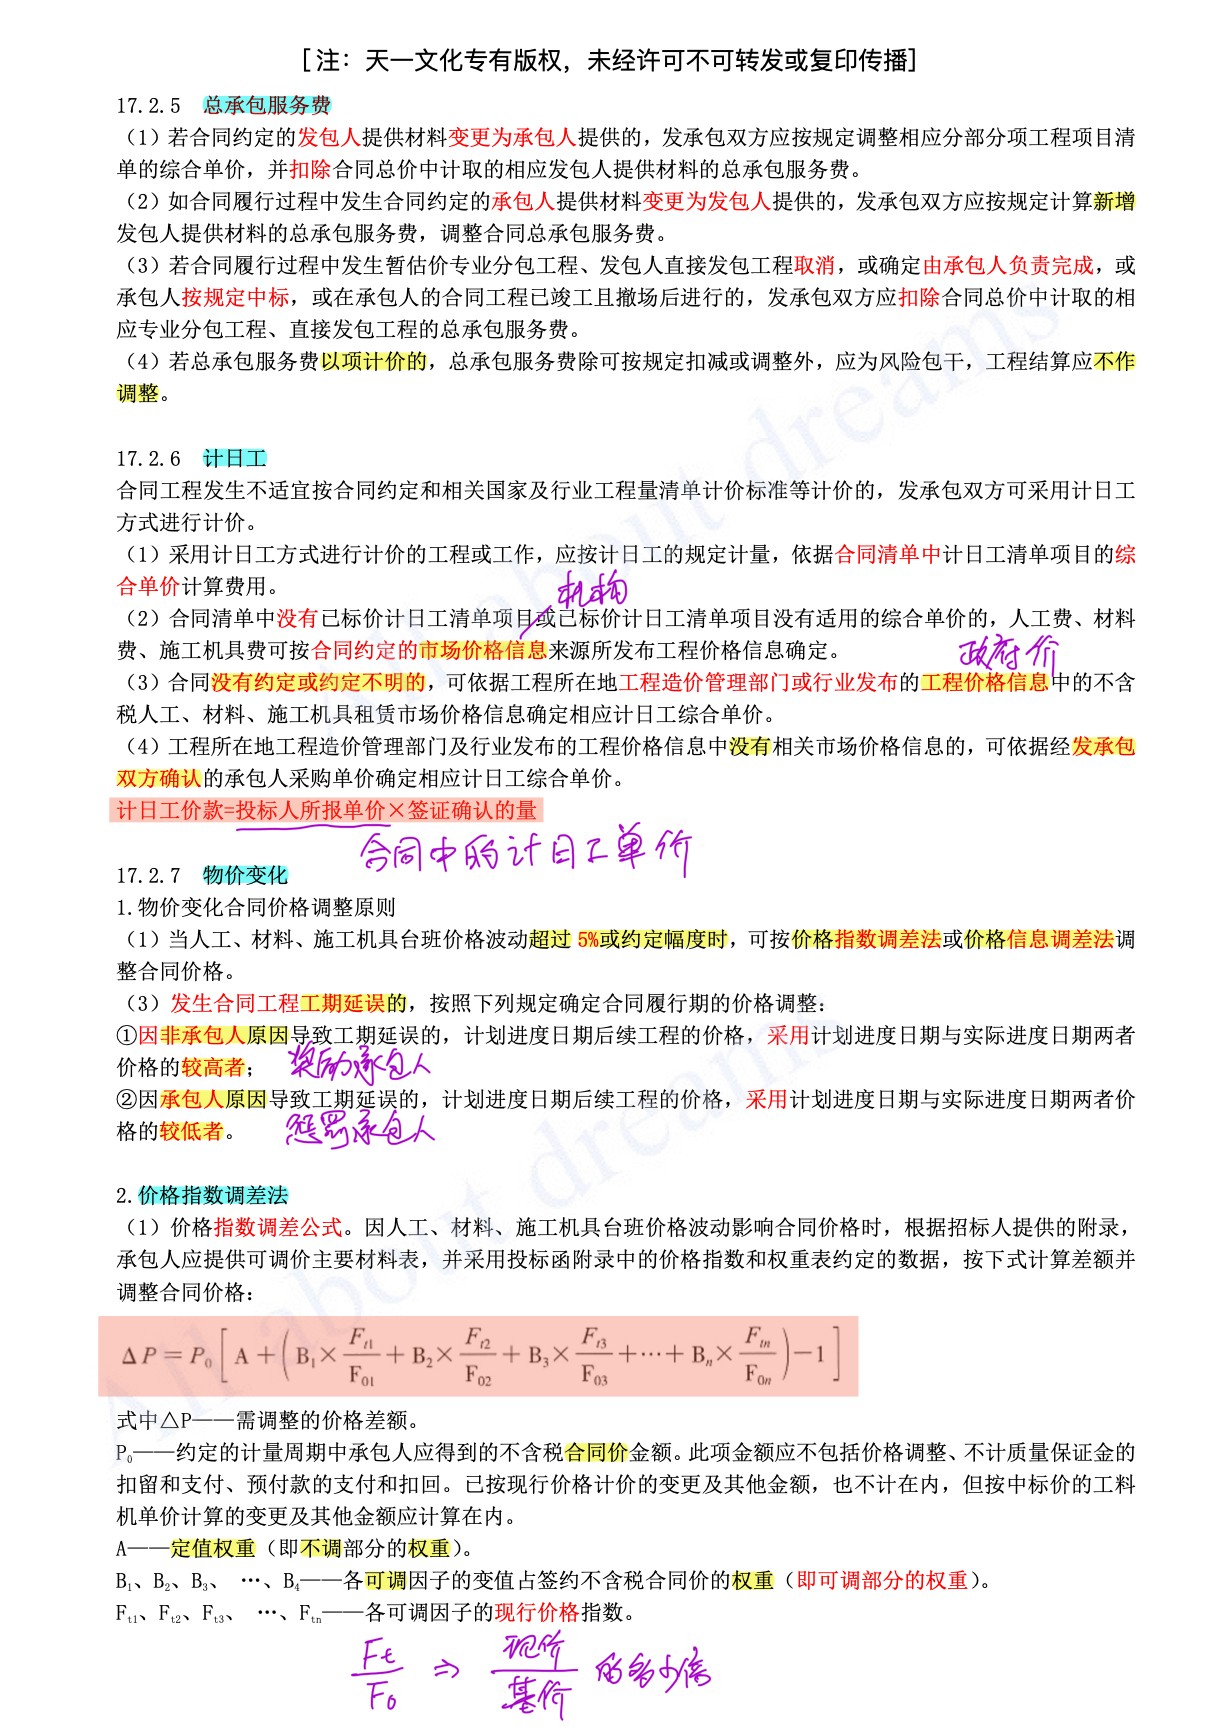 [注：天一文化专有版权，未经许可不可转发或复印传播]
17.2.5 总承包服务费
（1）若合同约定的发包人提供材料变更为承包人提供的，发承包双方应按规定调整相应分部分项工程项目清
单的综合单价，并扣除合同总价中计取的相应发包人提供材料的总承包服务费。
（2）如合同履行过程中发生合同约定的承包人提供材料变更为发包人提供的，发承包双方应按规定计算新增
发包人提供材料的总承包服务费，调整合同总承包服务费。
（3）若合同履行过程中发生暂估价专业分包工程、发包人直接发包工程取消，或确定由承包人负责完成，或
承包人按规定中标，或在承包人的合同工程已竣工且撤场后进行的，发承包双方应扣除合同总价中计取的相
应专业分包工程、直接发包工程的总承包服务费。
（4）若总承包服务费以项计价的，总承包服务费除可按规定扣减或调整外，应为风险包干，工程结算应不作
调整。
17.2.6 计日工
合同工程发生不适宜按合同约定和相关国家及行业工程量清单计价标准等计价的，发承包双方可采用计日工
方式进行计价。
（1）采用计日工方式进行计价的工程或工作，应按计日工的规定计量，依据合同清单中计日工清单项目的综
合单价计算费用。
机构
（2）合同清单中没有已标价计日工清单项目或已标价计日工清单项目没有适用的综合单价的，人工费、材料
费、施工机具费可按合同约定的市场价格信息来源所发布工程价格信息确定。
政府价
（3）合同没有约定或约定不明的，可依据工程所在地工程造价管理部门或行业发布的工程价格信息中的不含
税人工、材料、施工机具租赁市场价格信息确定相应计日工综合单价。
（4）工程所在地工程造价管理部门及行业发布的工程价格信息中没有相关市场价格信息的，可依据经发承包
双方确认的承包人采购单价确定相应计日工综合单价。
计日工价款=投标人所报单价×签证确认的量
合同中的计日工单价
17.2.7 物价变化
1.物价变化合同价格调整原则
（1）当人工、材料、施工机具台班价格波动超过 5%或约定幅度时，可按价格指数调差法或价格信息调差法调
整合同价格。
（3）发生合同工程工期延误的，按照下列规定确定合同履行期的价格调整：
①因非承包人原因导致工期延误的，计划进度日期后续工程的价格，采用计划进度日期与实际进度日期两者
价格的较高者； 奖励承包人
②因承包人原因导致工期延误的，计划进度日期后续工程的价格，采用计划进度日期与实际进度日期两者价
格的较低者。 惩罚承包人
2.价格指数调差法
（1）价格指数调差公式。因人工、材料、施工机具台班价格波动影响合同价格时，根据招标人提供的附录，
承包人应提供可调价主要材料表，并采用投标函附录中的价格指数和权重表约定的数据，按下式计算差额并
调整合同价格：
ΔP=P₀[A+(B₁×Fₜ₁/F₀₁+B₂×Fₜ₂/F₀₂+B₃×Fₜ₃/F₀₃+…+Bₙ×Fₜₙ/F₀ₙ)-1]
式中△P——需调整的价格差额。
P₀——约定的计量周期中承包人应得到的不含税合同价金额。此项金额应不包括价格调整、不计质量保证金的
扣留和支付、预付款的支付和扣回。已按现行价格计价的变更及其他金额，也不计在内，但按中标价的工料
机单价计算的变更及其他金额应计算在内。
A——定值权重（即不调部分的权重）。
B₁、B₂、B₃、 …、B₄——各可调因子的变值占签约不含税合同价的权重（即可调部分的权重）。
Fₜ₁、Fₜ₂、Fₜ₃、 …、Fₜₙ——各可调因子的现行价格指数。
Fₜ/F₀ ⇒ 现价/基价 的多少倍
All about dreams
All about dreams